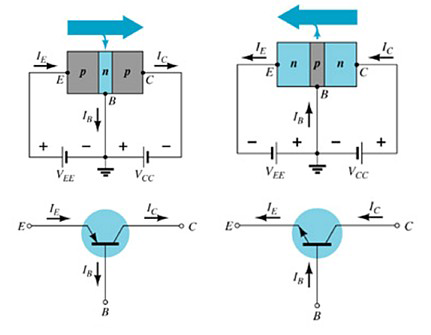 I_E I_C
p n p
E C
B
I_B
+ − + −
V_EE V_CC
I_E I_C
E C
I_B
B
I_E I_C
n p n
E C
B
I_B
− + − +
V_EE V_CC
I_E I_C
E C
I_B
B